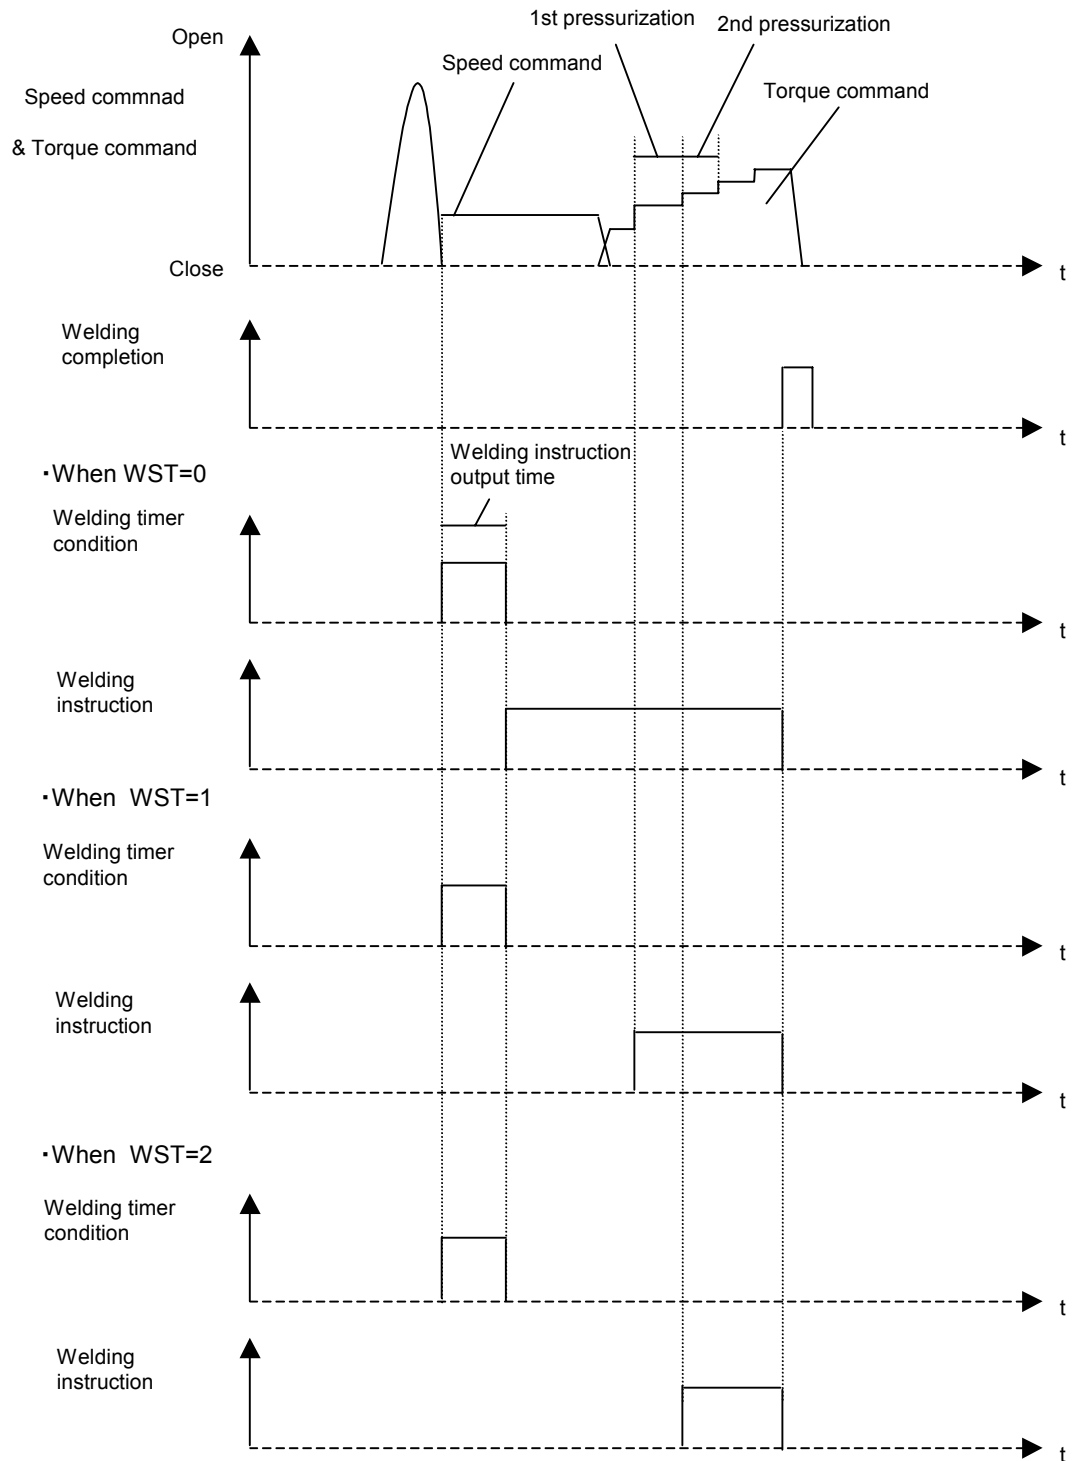 1st pressurization
2nd pressurization
Open
Speed command
Speed commnad
Torque command
& Torque command
Close
t
Welding
completion
t
Welding instruction
output time
・When WST=0
Welding timer
condition
t
Welding
instruction
t
・When WST=1
Welding timer
condition
t
Welding
instruction
t
・When WST=2
Welding timer
condition
t
Welding
instruction
t